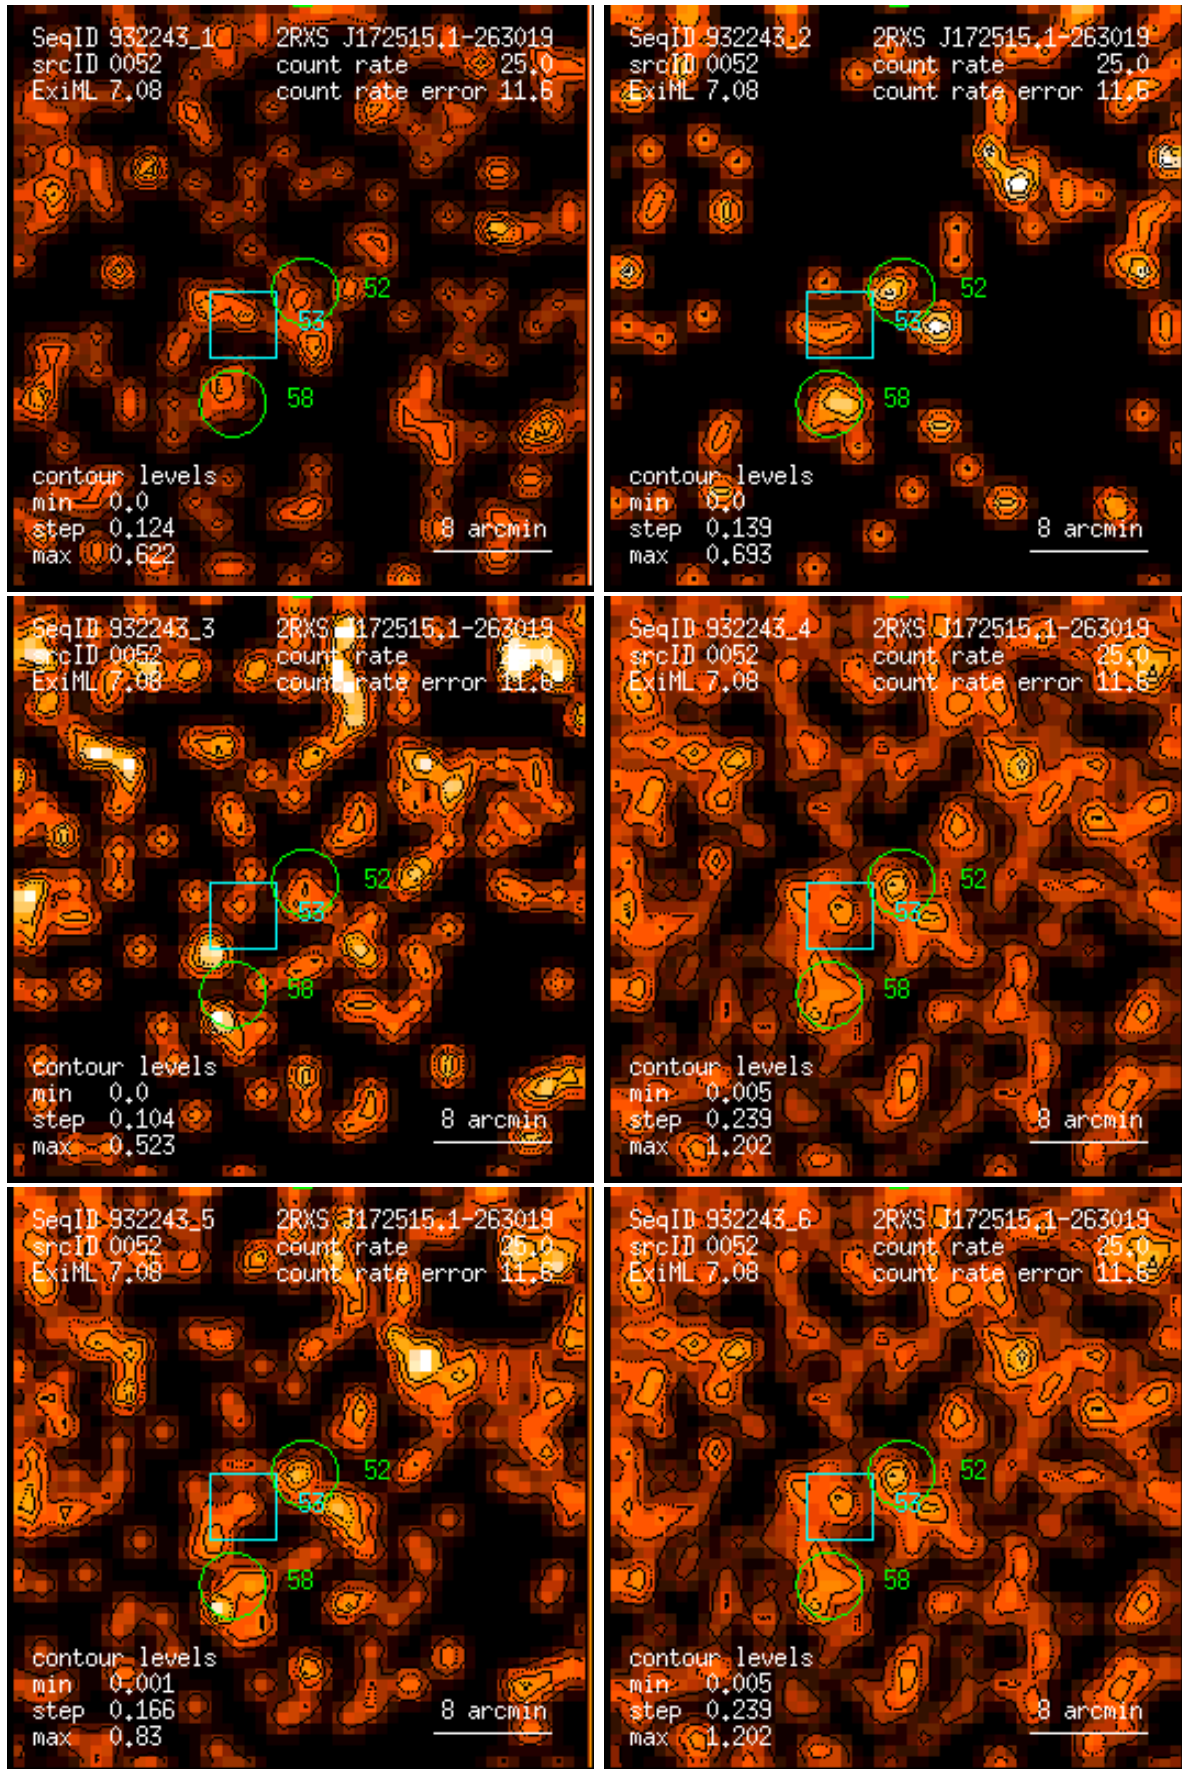 SeqID 932243_1 2RXS J172515.1-263019
srcID 0052 count rate 25.0
ExiML 7.08 count rate error 11.6
52
53
58
contour levels
min 0.0
step 0.124
max 0.622
8 arcmin
SeqID 932243_2 2RXS J172515.1-263019
srcID 0052 count rate 25.0
ExiML 7.08 count rate error 11.6
52
53
58
contour levels
min 0.0
step 0.139
max 0.693
8 arcmin
SeqID 932243_3 2RXS J172515.1-263019
srcID 0052 count rate 25.0
ExiML 7.08 count rate error 11.6
52
53
58
contour levels
min 0.0
step 0.104
max 0.523
8 arcmin
SeqID 932243_4 2RXS J172515.1-263019
srcID 0052 count rate 25.0
ExiML 7.08 count rate error 11.6
52
53
58
contour levels
min 0.005
step 0.239
max 1.202
8 arcmin
SeqID 932243_5 2RXS J172515.1-263019
srcID 0052 count rate 25.0
ExiML 7.08 count rate error 11.6
52
53
58
contour levels
min 0.001
step 0.166
max 0.83
8 arcmin
SeqID 932243_6 2RXS J172515.1-263019
srcID 0052 count rate 25.0
ExiML 7.08 count rate error 11.6
52
53
58
contour levels
min 0.005
step 0.239
max 1.202
8 arcmin